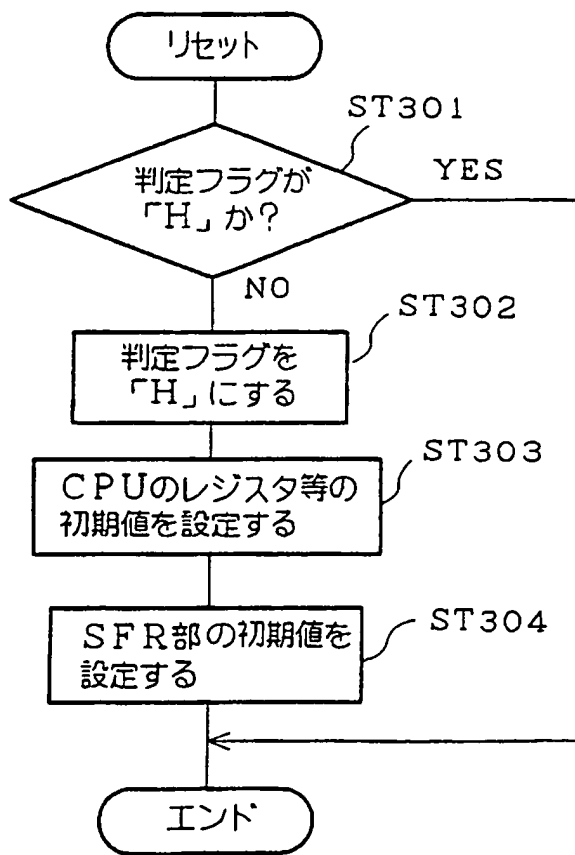 リセット
ST301
判定フラグが
「H」か?
YES
NO
ST302
判定フラグを
「H」にする
ST303
CPUのレジスタ等の
初期値を設定する
ST304
SFR部の初期値を
設定する
エンド